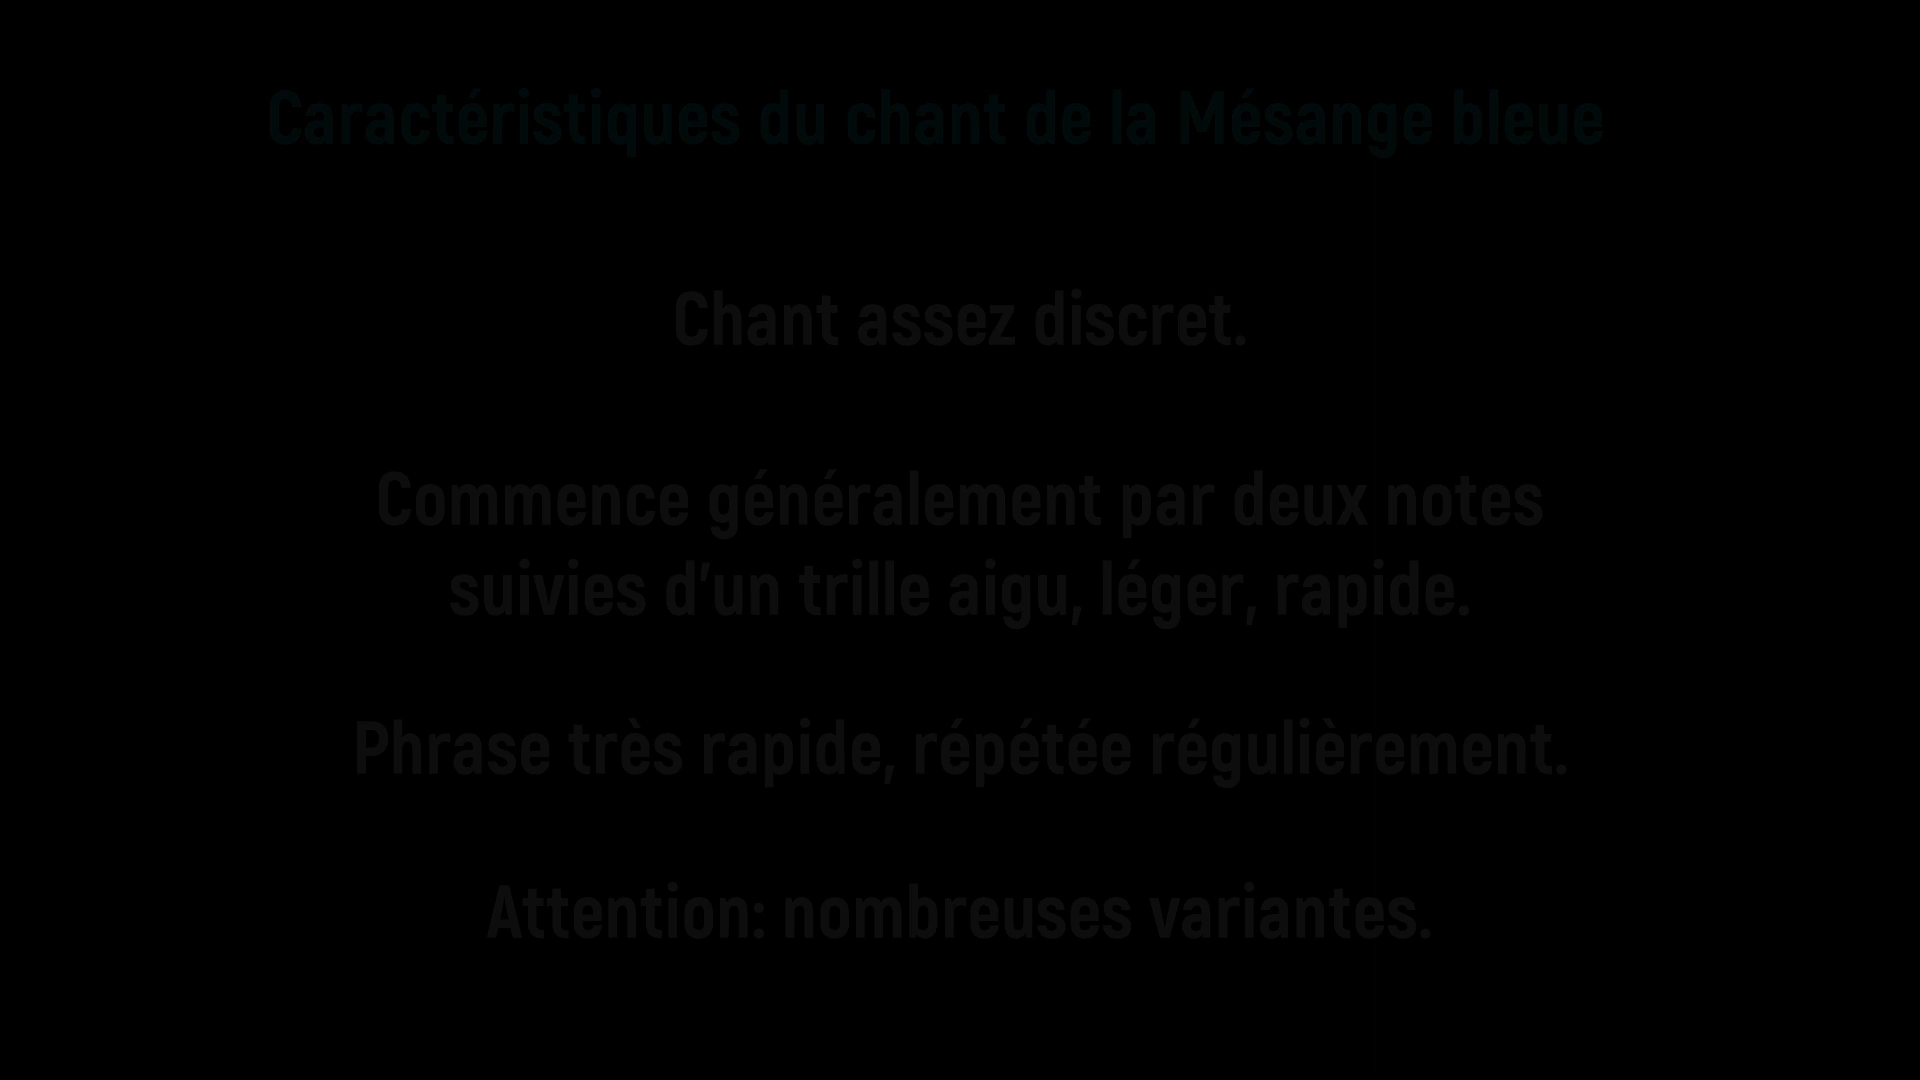 Caractéristiques du chant de la Mésange bleue
Chant assez discret.
Commence généralement par deux notes
suivies d'un trille aigu, léger, rapide.
Phrase très rapide, répétée régulièrement.
Attention: nombreuses variantes.